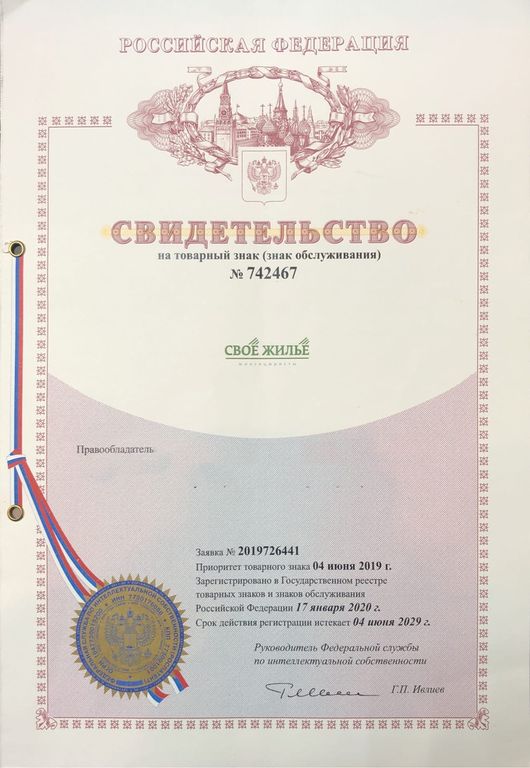 РОССИЙСКАЯ ФЕДЕРАЦИЯ
СВИДЕТЕЛЬСТВО
на товарный знак (знак обслуживания)
№ 742467
СВОЁ ЖИЛЬЁ
Правообладатель
Заявка № 2019726441
Приоритет товарного знака 04 июня 2019 г.
Зарегистрировано в Государственном реестре
товарных знаков и знаков обслуживания
Российской Федерации 17 января 2020 г.
Срок действия регистрации истекает 04 июня 2029 г.
Руководитель Федеральной службы
по интеллектуальной собственности
Г.П. Ивлиев